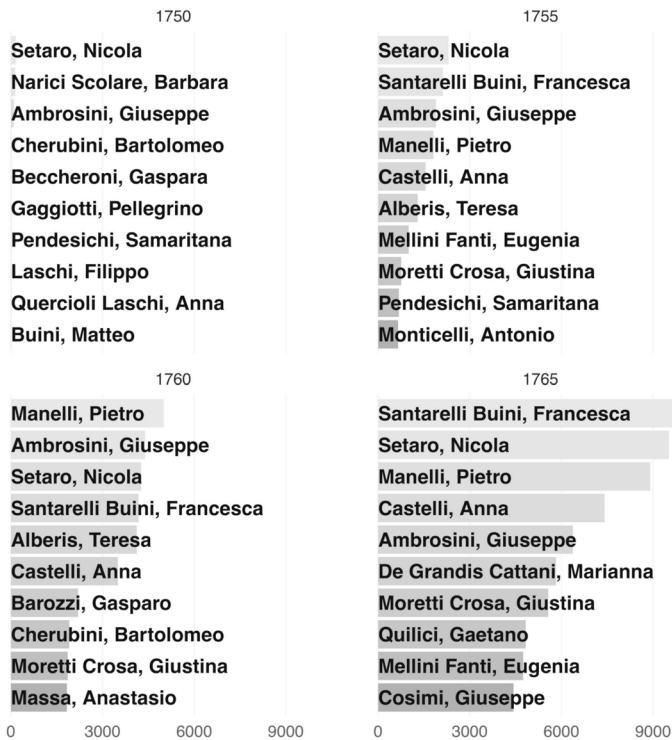 1750
Setaro, Nicola
Narici Scolare, Barbara
Ambrosini, Giuseppe
Cherubini, Bartolomeo
Beccheroni, Gaspara
Gaggiotti, Pellegrino
Pendesichi, Samaritana
Laschi, Filippo
Quercioli Laschi, Anna
Buini, Matteo
1755
Setaro, Nicola
Santarelli Buini, Francesca
Ambrosini, Giuseppe
Manelli, Pietro
Castelli, Anna
Alberis, Teresa
Mellini Fanti, Eugenia
Moretti Crosa, Giustina
Pendesichi, Samaritana
Monticelli, Antonio
1760
Manelli, Pietro
Ambrosini, Giuseppe
Setaro, Nicola
Santarelli Buini, Francesca
Alberis, Teresa
Castelli, Anna
Barozzi, Gasparo
Cherubini, Bartolomeo
Moretti Crosa, Giustina
Massa, Anastasio
0 3000 6000 9000
1765
Santarelli Buini, Francesca
Setaro, Nicola
Manelli, Pietro
Castelli, Anna
Ambrosini, Giuseppe
De Grandis Cattani, Marianna
Moretti Crosa, Giustina
Quilici, Gaetano
Mellini Fanti, Eugenia
Cosimi, Giuseppe
0 3000 6000 9000